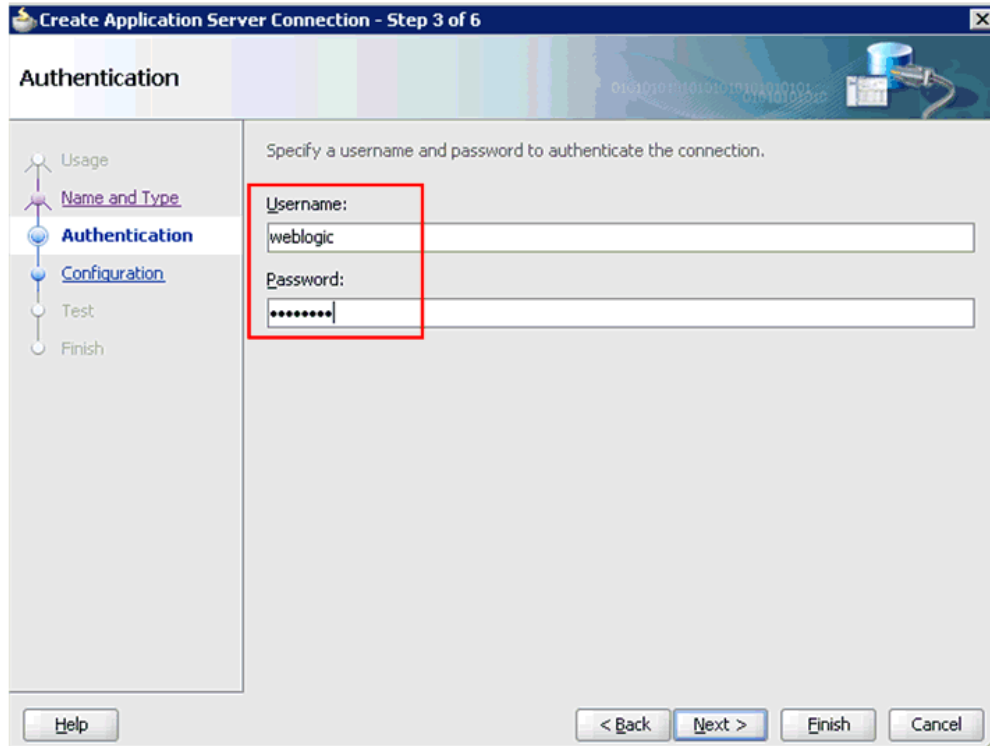 Create Application Server Connection - Step 3 of 6
Authentication
Usage
Name and Type
Authentication
Configuration
Test
Finish
Specify a username and password to authenticate the connection.
Username:
weblogic
Password:
••••••••
Help
< Back
Next >
Finish
Cancel